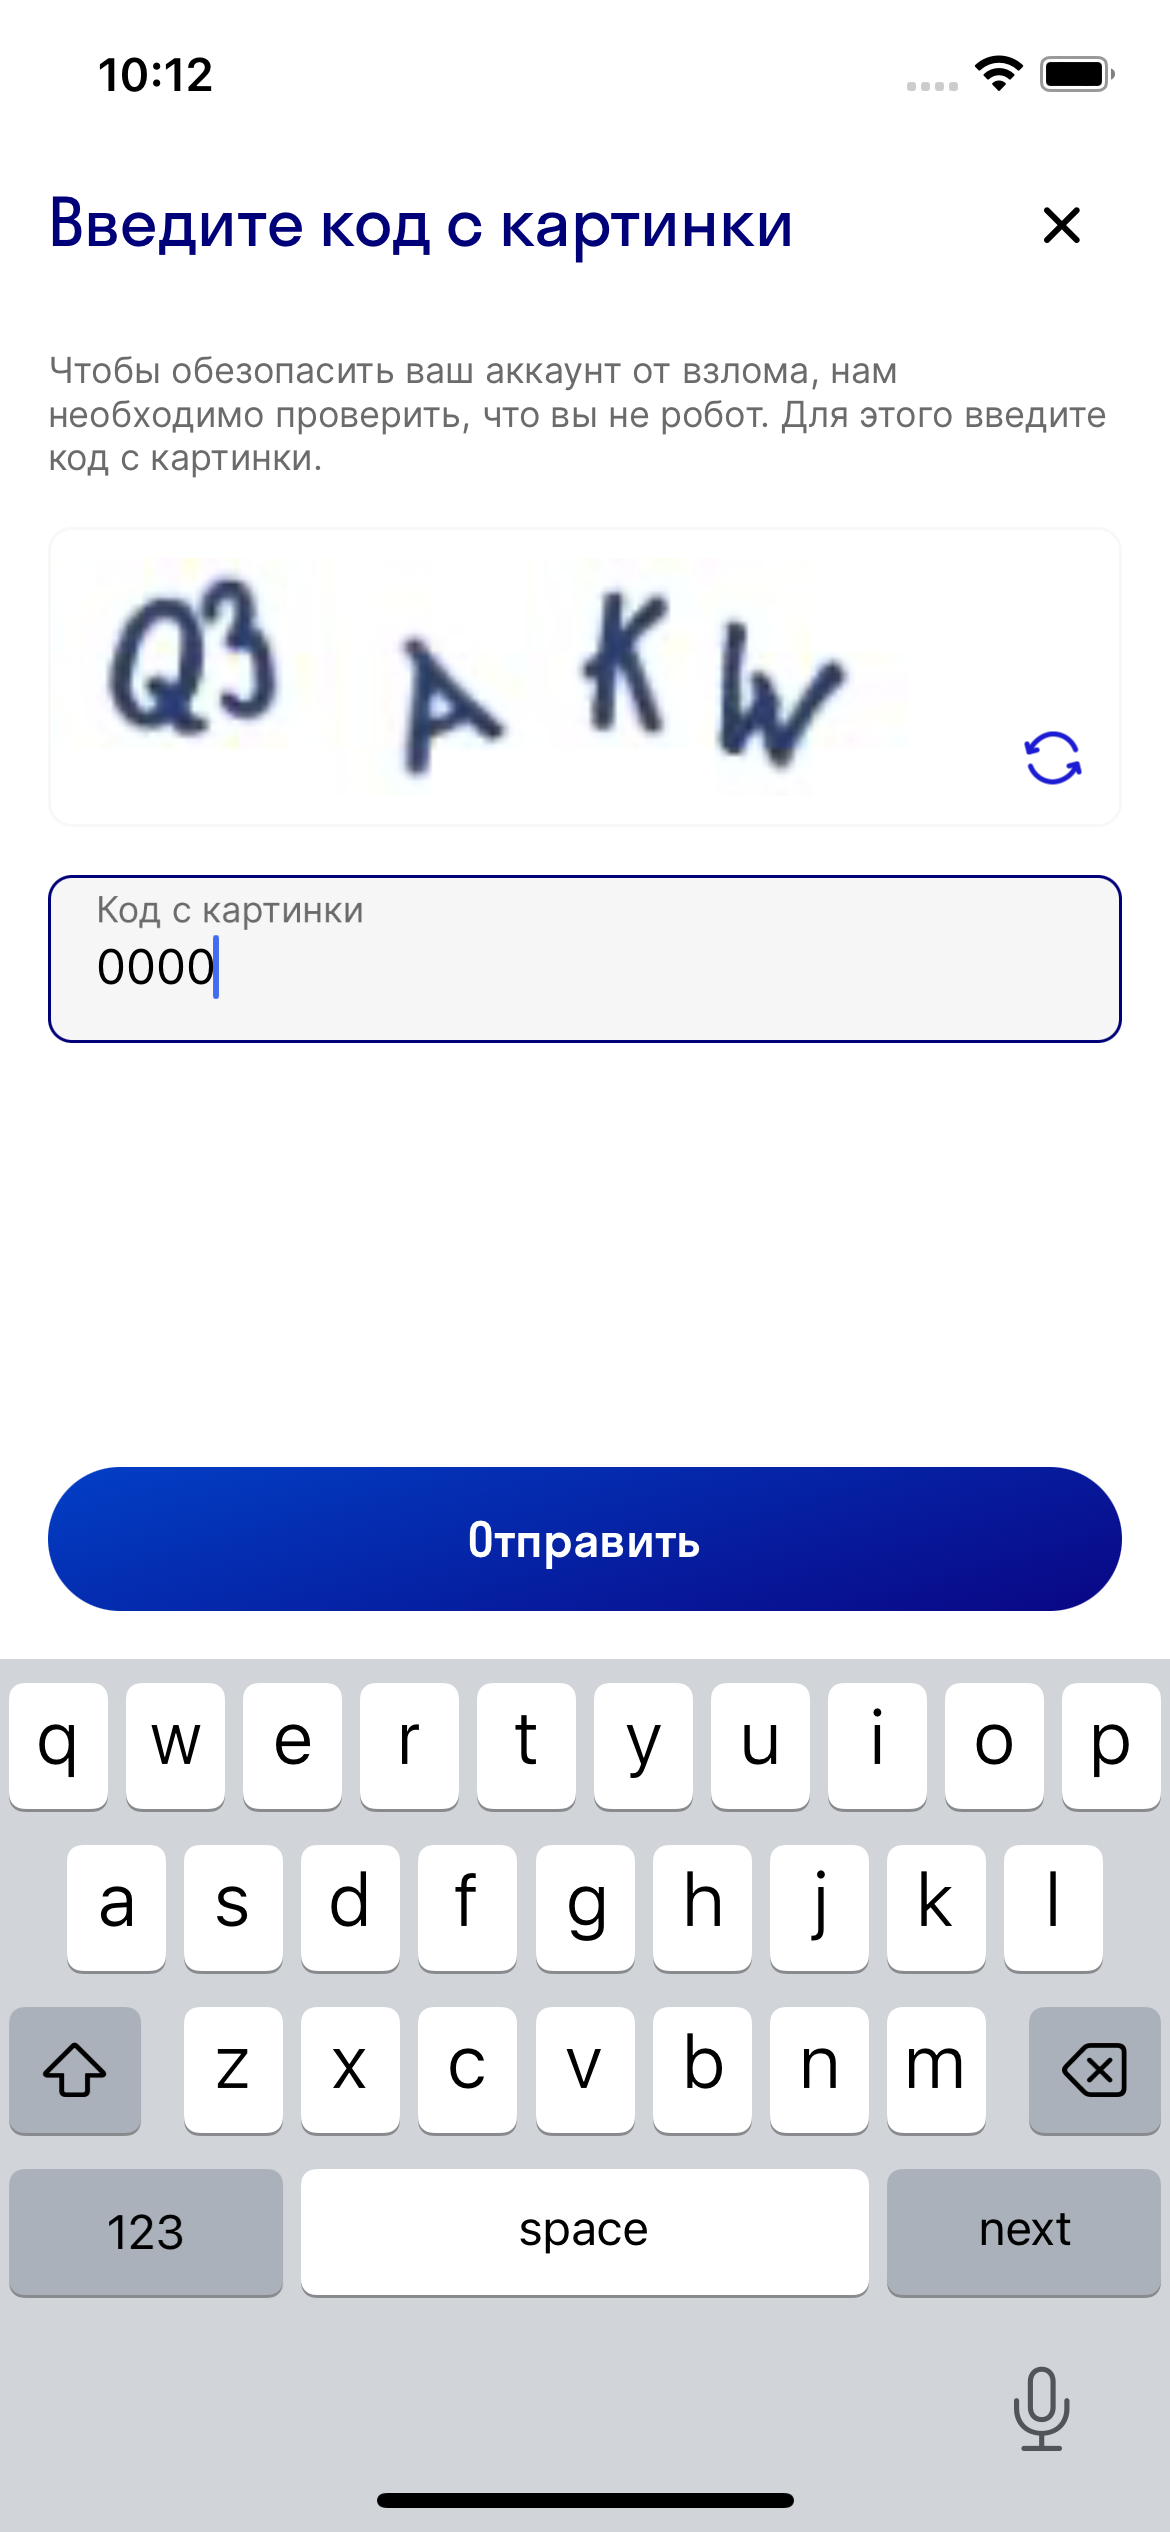 10:12
Введите код с картинки
Чтобы обезопасить ваш аккаунт от взлома, нам
необходимо проверить, что вы не робот. Для этого введите
код с картинки.
Q3AKW
Код с картинки
0000
Отправить
q w e r t y u i o p
a s d f g h j k l
z x c v b n m
123 space next